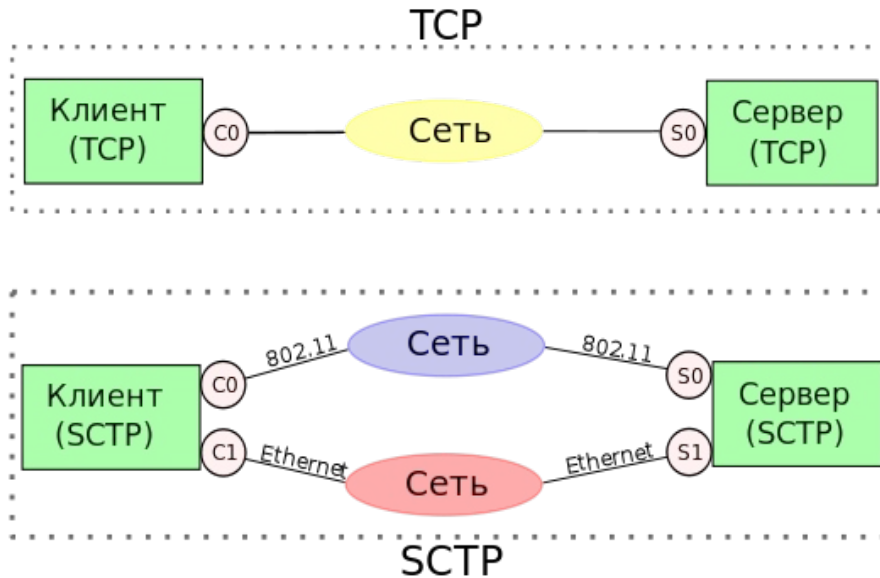 TCP
Клиент
(TCP)
C0
Сеть
S0
Сервер
(TCP)
802.11
Сеть
802.11
Клиент
(SCTP)
C0
C1
S0
S1
Сервер
(SCTP)
Ethernet
Сеть
Ethernet
SCTP